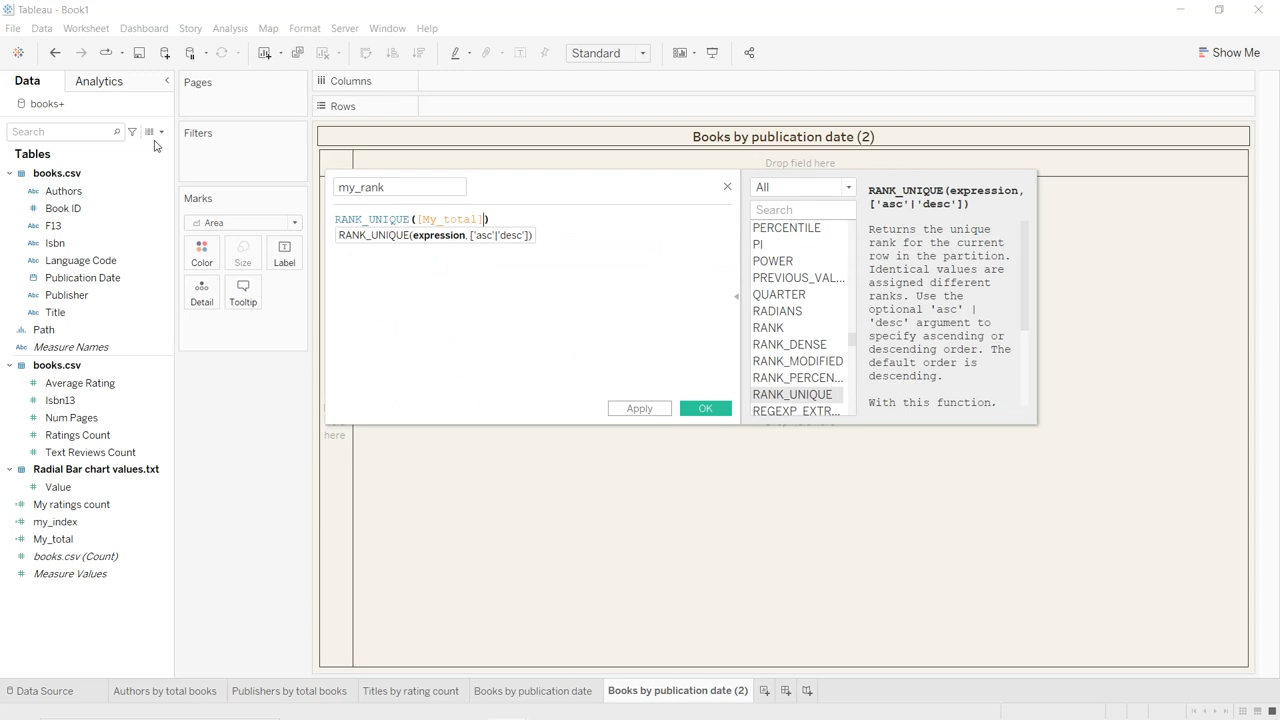 Tableau - Book1
File Data Worksheet Dashboard Story Analysis Map Format Server Window Help
Standard
Show Me
Data
Analytics
Pages
Columns
books+
Rows
Search
Filters
Books by publication date (2)
Tables
Drop field here
books.csv
Abc Authors
Abc Book ID
Abc F13
Abc Isbn
Abc Language Code
Publication Date
Abc Publisher
Abc Title
Path
Abc Measure Names
books.csv
# Average Rating
# Isbn13
# Num Pages
# Ratings Count
# Text Reviews Count
Radial Bar chart values.txt
# Value
# My ratings count
# my_index
# My_total
# books.csv (Count)
# Measure Values
Marks
Area
Color
Size
Label
Detail
Tooltip
my_rank
RANK_UNIQUE([My_total])
RANK_UNIQUE(expression, ['asc'|'desc'])
Apply
OK
All
Search
PERCENTILE
PI
POWER
PREVIOUS_VAL...
QUARTER
RADIANS
RANK
RANK_DENSE
RANK_MODIFIED
RANK_PERCEN...
RANK_UNIQUE
REGEXP_EXTR...
RANK_UNIQUE(expression,
['asc'|'desc'])
Returns the unique
rank for the current
row in the partition.
Identical values are
assigned different
ranks. Use the
optional 'asc' |
'desc' argument to
specify ascending or
descending order. The
default order is
descending.
With this function.
here
Data Source
Authors by total books
Publishers by total books
Titles by rating count
Books by publication date
Books by publication date (2)